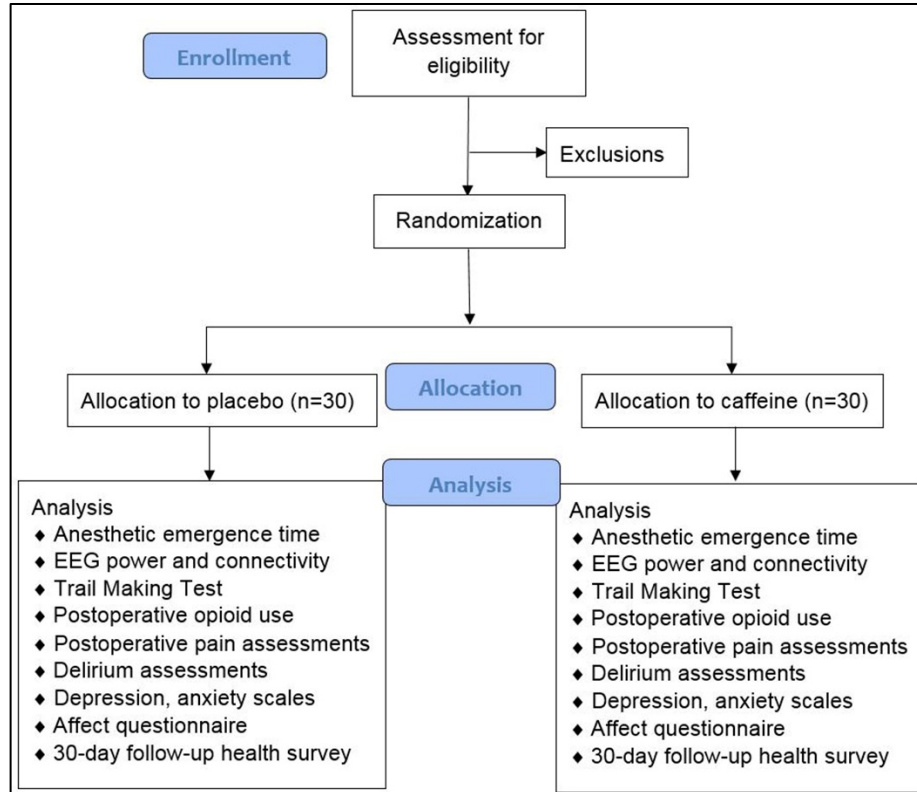 Enrollment
Assessment for
eligibility
Exclusions
Randomization
Allocation to placebo (n=30)
Allocation
Allocation to caffeine (n=30)
Analysis
Analysis
♦ Anesthetic emergence time
♦ EEG power and connectivity
♦ Trail Making Test
♦ Postoperative opioid use
♦ Postoperative pain assessments
♦ Delirium assessments
♦ Depression, anxiety scales
♦ Affect questionnaire
♦ 30-day follow-up health survey
Analysis
♦ Anesthetic emergence time
♦ EEG power and connectivity
♦ Trail Making Test
♦ Postoperative opioid use
♦ Postoperative pain assessments
♦ Delirium assessments
♦ Depression, anxiety scales
♦ Affect questionnaire
♦ 30-day follow-up health survey